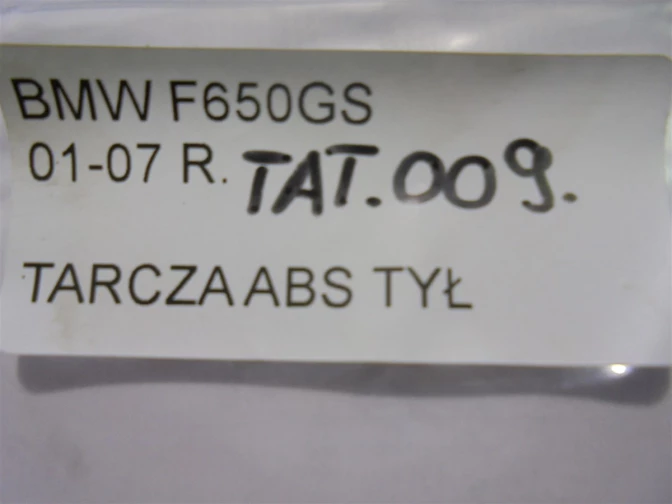 BMW F650GS
01-07 R. TAT.009.
TARCZA ABS TYŁ